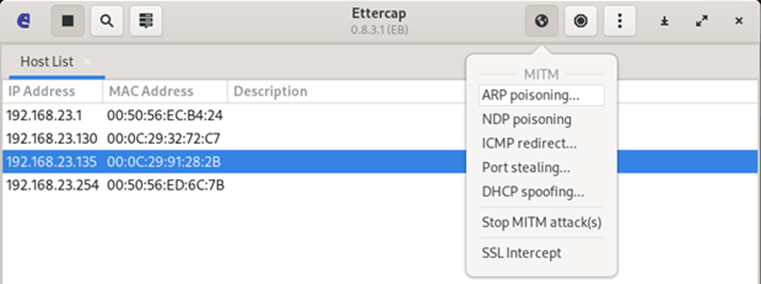 Ettercap
0.8.3.1 (EB)
Host List ×
IP Address MAC Address Description
192.168.23.1 00:50:56:EC:B4:24
192.168.23.130 00:0C:29:32:72:C7
192.168.23.135 00:0C:29:91:28:2B
192.168.23.254 00:50:56:ED:6C:7B
MITM
ARP poisoning...
NDP poisoning
ICMP redirect...
Port stealing...
DHCP spoofing...
Stop MITM attack(s)
SSL Intercept